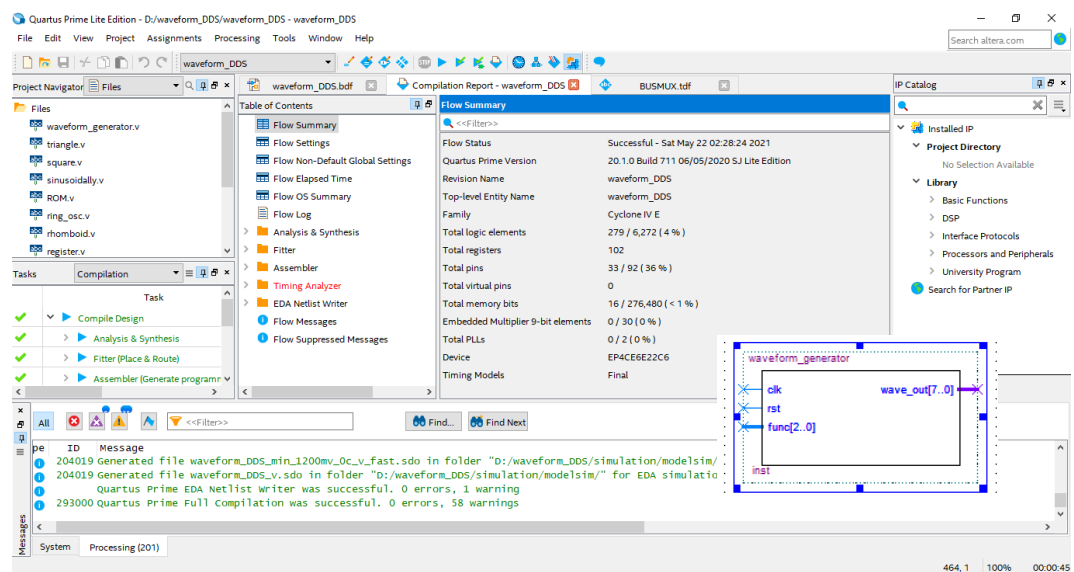 Quartus Prime Lite Edition - D:/waveform_DDS/waveform_DDS - waveform_DDS
File Edit View Project Assignments Processing Tools Window Help
Search altera.com
waveform_DDS
Project Navigator Files
Files
waveform_generator.v
triangle.v
square.v
sinusoidally.v
ROM.v
ring_osc.v
rhomboid.v
register.v
Tasks Compilation
Task
Compile Design
Analysis & Synthesis
Fitter (Place & Route)
Assembler (Generate programm
waveform_DDS.bdf
Compilation Report - waveform_DDS
BUSMUX.tdf
Table of Contents
Flow Summary
Flow Settings
Flow Non-Default Global Settings
Flow Elapsed Time
Flow OS Summary
Flow Log
Analysis & Synthesis
Fitter
Assembler
Timing Analyzer
EDA Netlist Writer
Flow Messages
Flow Suppressed Messages
Flow Summary
<<Filter>>
Flow Status Successful - Sat May 22 02:28:24 2021
Quartus Prime Version 20.1.0 Build 711 06/05/2020 SJ Lite Edition
Revision Name waveform_DDS
Top-level Entity Name waveform_DDS
Family Cyclone IV E
Total logic elements 279 / 6,272 ( 4 % )
Total registers 102
Total pins 33 / 92 ( 36 % )
Total virtual pins 0
Total memory bits 16 / 276,480 ( < 1 % )
Embedded Multiplier 9-bit elements 0 / 30 ( 0 % )
Total PLLs 0 / 2 ( 0 % )
Device EP4CE6E22C6
Timing Models Final
IP Catalog
Installed IP
Project Directory
No Selection Available
Library
Basic Functions
DSP
Interface Protocols
Processors and Peripherals
University Program
Search for Partner IP
waveform_generator
clk wave_out[7..0]
rst
func[2..0]
inst
All <<Filter>> Find... Find Next
pe ID Message
204019 Generated file waveform_DDS_min_1200mv_0c_v_fast.sdo in folder "D:/waveform_DDS/simulation/modelsim/
204019 Generated file waveform_DDS_v.sdo in folder "D:/waveform_DDS/simulation/modelsim/" for EDA simulatio
Quartus Prime EDA Netlist Writer was successful. 0 errors, 1 warning
293000 Quartus Prime Full Compilation was successful. 0 errors, 58 warnings
Messages
System Processing (201)
464, 1 100% 00:00:45